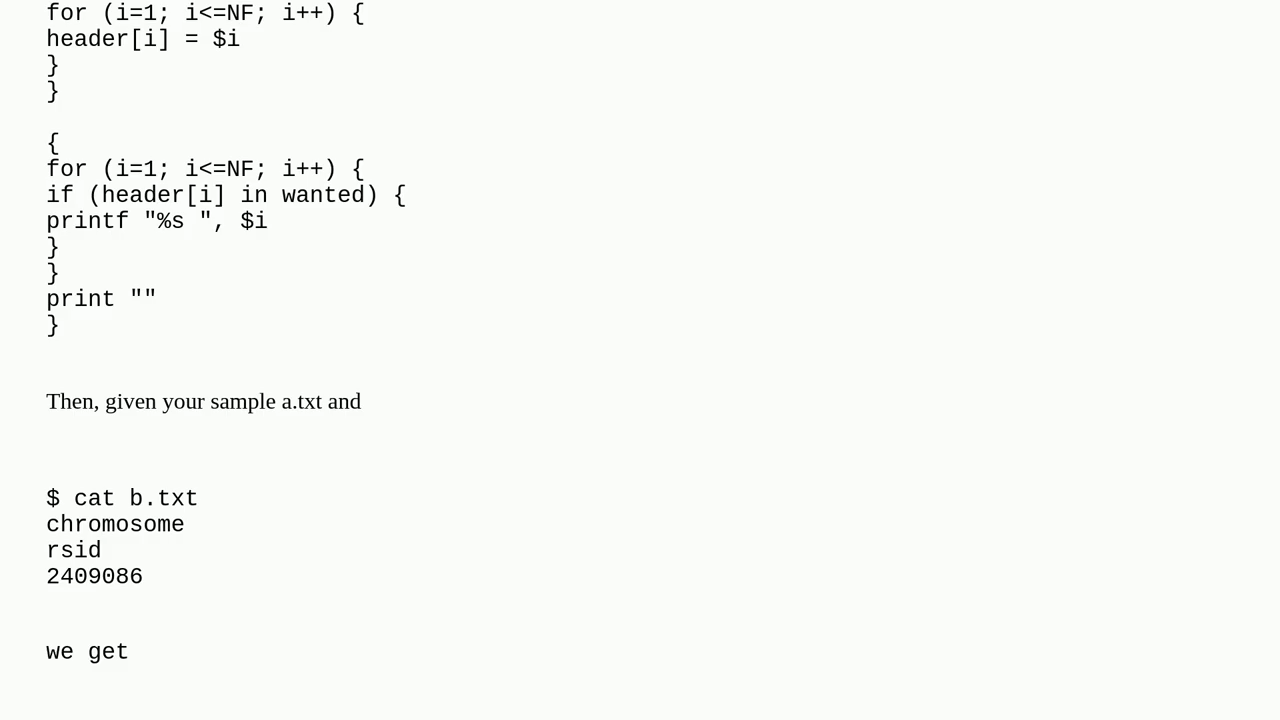 for (i=1; i<=NF; i++) {
header[i] = $i
}
}
{
for (i=1; i<=NF; i++) {
if (header[i] in wanted) {
printf "%s ", $i
}
}
print ""
}
Then, given your sample a.txt and
$ cat b.txt
chromosome
rsid
2409086
we get